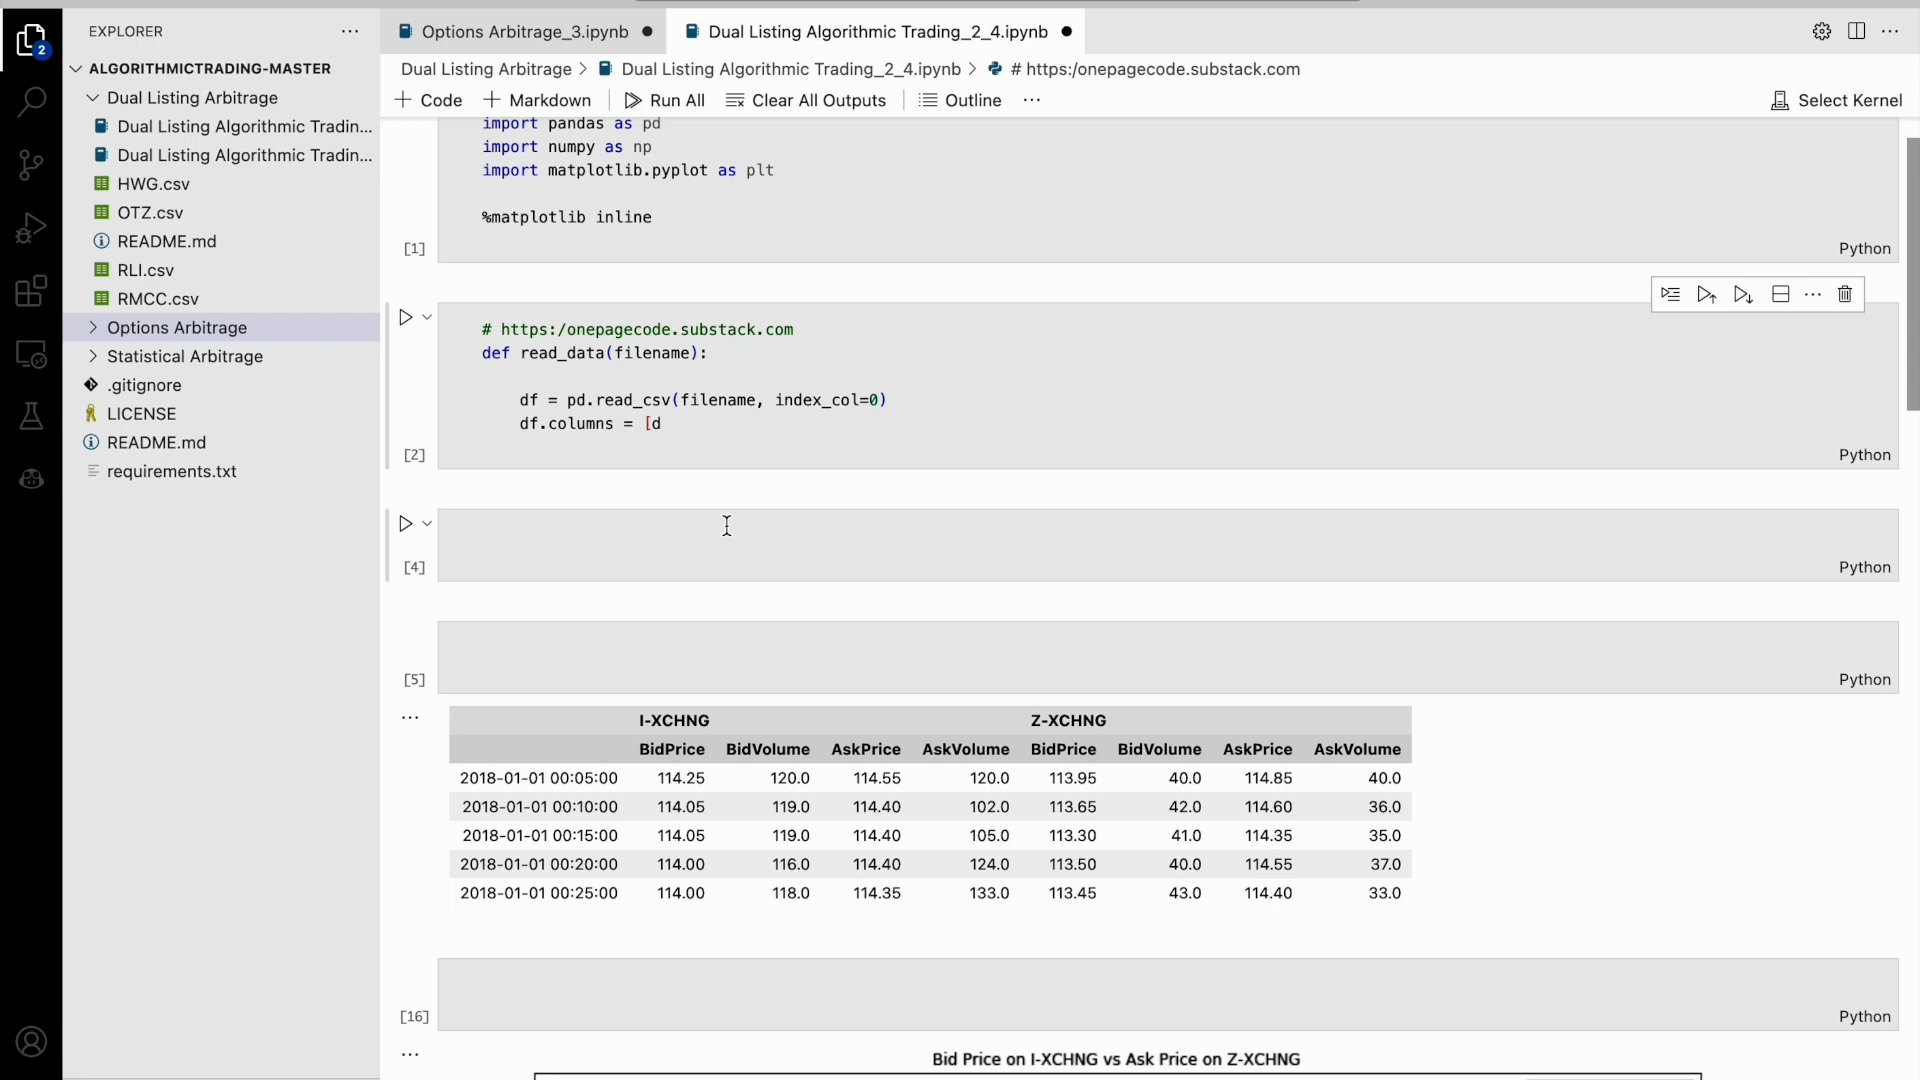 EXPLORER
ALGORITHMICTRADING-MASTER
Dual Listing Arbitrage
Dual Listing Algorithmic Tradin...
Dual Listing Algorithmic Tradin...
HWG.csv
OTZ.csv
README.md
RLI.csv
RMCC.csv
Options Arbitrage
Statistical Arbitrage
.gitignore
LICENSE
README.md
requirements.txt
2
Options Arbitrage_3.ipynb
Dual Listing Algorithmic Trading_2_4.ipynb
Dual Listing Arbitrage > Dual Listing Algorithmic Trading_2_4.ipynb > # https:/onepagecode.substack.com
+ Code + Markdown Run All Clear All Outputs Outline ... Select Kernel
import pandas as pd
import numpy as np
import matplotlib.pyplot as plt
%matplotlib inline
[1] Python
# https:/onepagecode.substack.com
def read_data(filename):
df = pd.read_csv(filename, index_col=0)
df.columns = [d
[2] Python
[4] Python
[5] Python
I-XCHNG Z-XCHNG
BidPrice BidVolume AskPrice AskVolume BidPrice BidVolume AskPrice AskVolume
2018-01-01 00:05:00 114.25 120.0 114.55 120.0 113.95 40.0 114.85 40.0
2018-01-01 00:10:00 114.05 119.0 114.40 102.0 113.65 42.0 114.60 36.0
2018-01-01 00:15:00 114.05 119.0 114.40 105.0 113.30 41.0 114.35 35.0
2018-01-01 00:20:00 114.00 116.0 114.40 124.0 113.50 40.0 114.55 37.0
2018-01-01 00:25:00 114.00 118.0 114.35 133.0 113.45 43.0 114.40 33.0
[16] Python
Bid Price on I-XCHNG vs Ask Price on Z-XCHNG